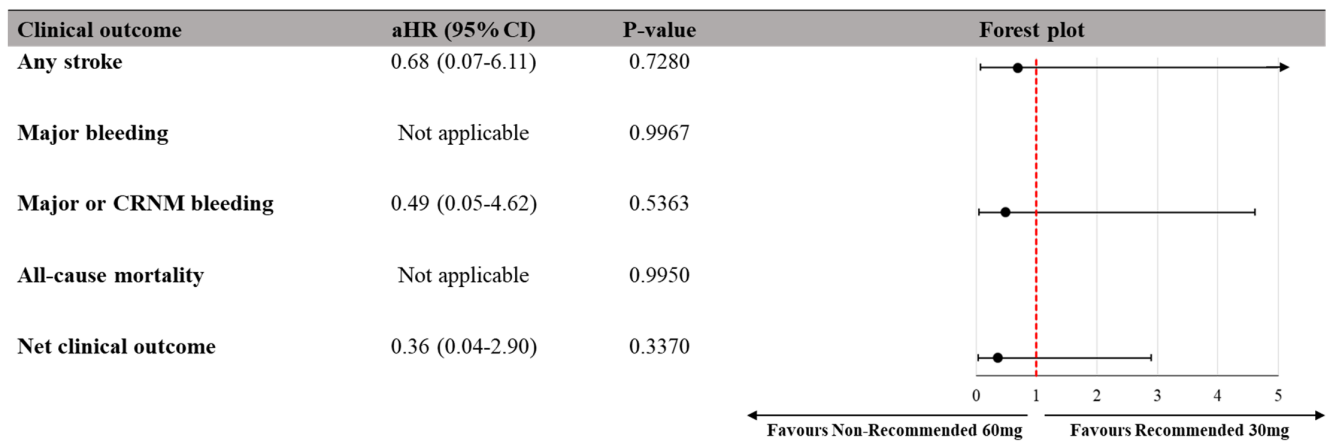 Clinical outcome aHR (95% CI) P-value Forest plot
Any stroke 0.68 (0.07-6.11) 0.7280
Major bleeding Not applicable 0.9967
Major or CRNM bleeding 0.49 (0.05-4.62) 0.5363
All-cause mortality Not applicable 0.9950
Net clinical outcome 0.36 (0.04-2.90) 0.3370
0 1 2 3 4 5
Favours Non-Recommended 60mg Favours Recommended 30mg